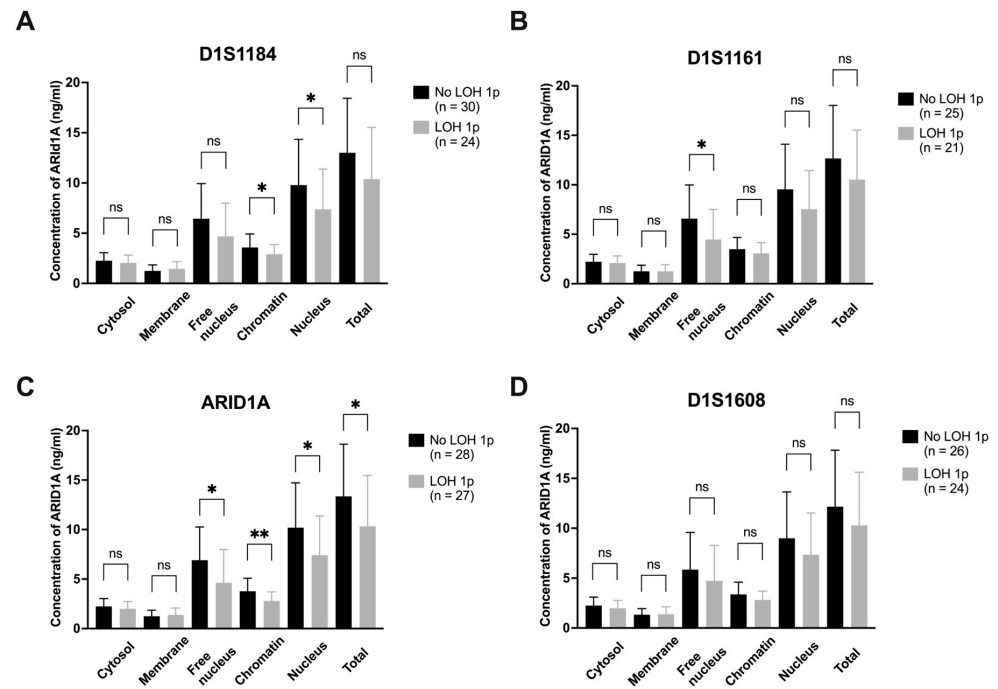 A
D1S1184
Concentration of ARId1A (ng/ml)
20
15
10
5
0
ns
ns
ns
*
*
ns
Cytosol
Membrane
Free
nucleus
Chromatin
Nucleus
Total
No LOH 1p
(n = 30)
LOH 1p
(n = 24)
B
D1S1161
Concentration of ARID1A (ng/ml)
20
15
10
5
0
ns
ns
*
ns
ns
ns
Cytosol
Membrane
Free
nucleus
Chromatin
Nucleus
Total
No LOH 1p
(n = 25)
LOH 1p
(n = 21)
C
ARID1A
Concentration of ARID1A (ng/ml)
20
15
10
5
0
ns
ns
*
**
*
*
Cytosol
Membrane
Free
nucleus
Chromatin
Nucleus
Total
No LOH 1p
(n = 28)
LOH 1p
(n = 27)
D
D1S1608
Concentration of ARID1A (ng/ml)
20
15
10
5
0
ns
ns
ns
ns
ns
ns
Cytosol
Membrane
Free
nucleus
Chromatin
Nucleus
Total
No LOH 1p
(n = 26)
LOH 1p
(n = 24)